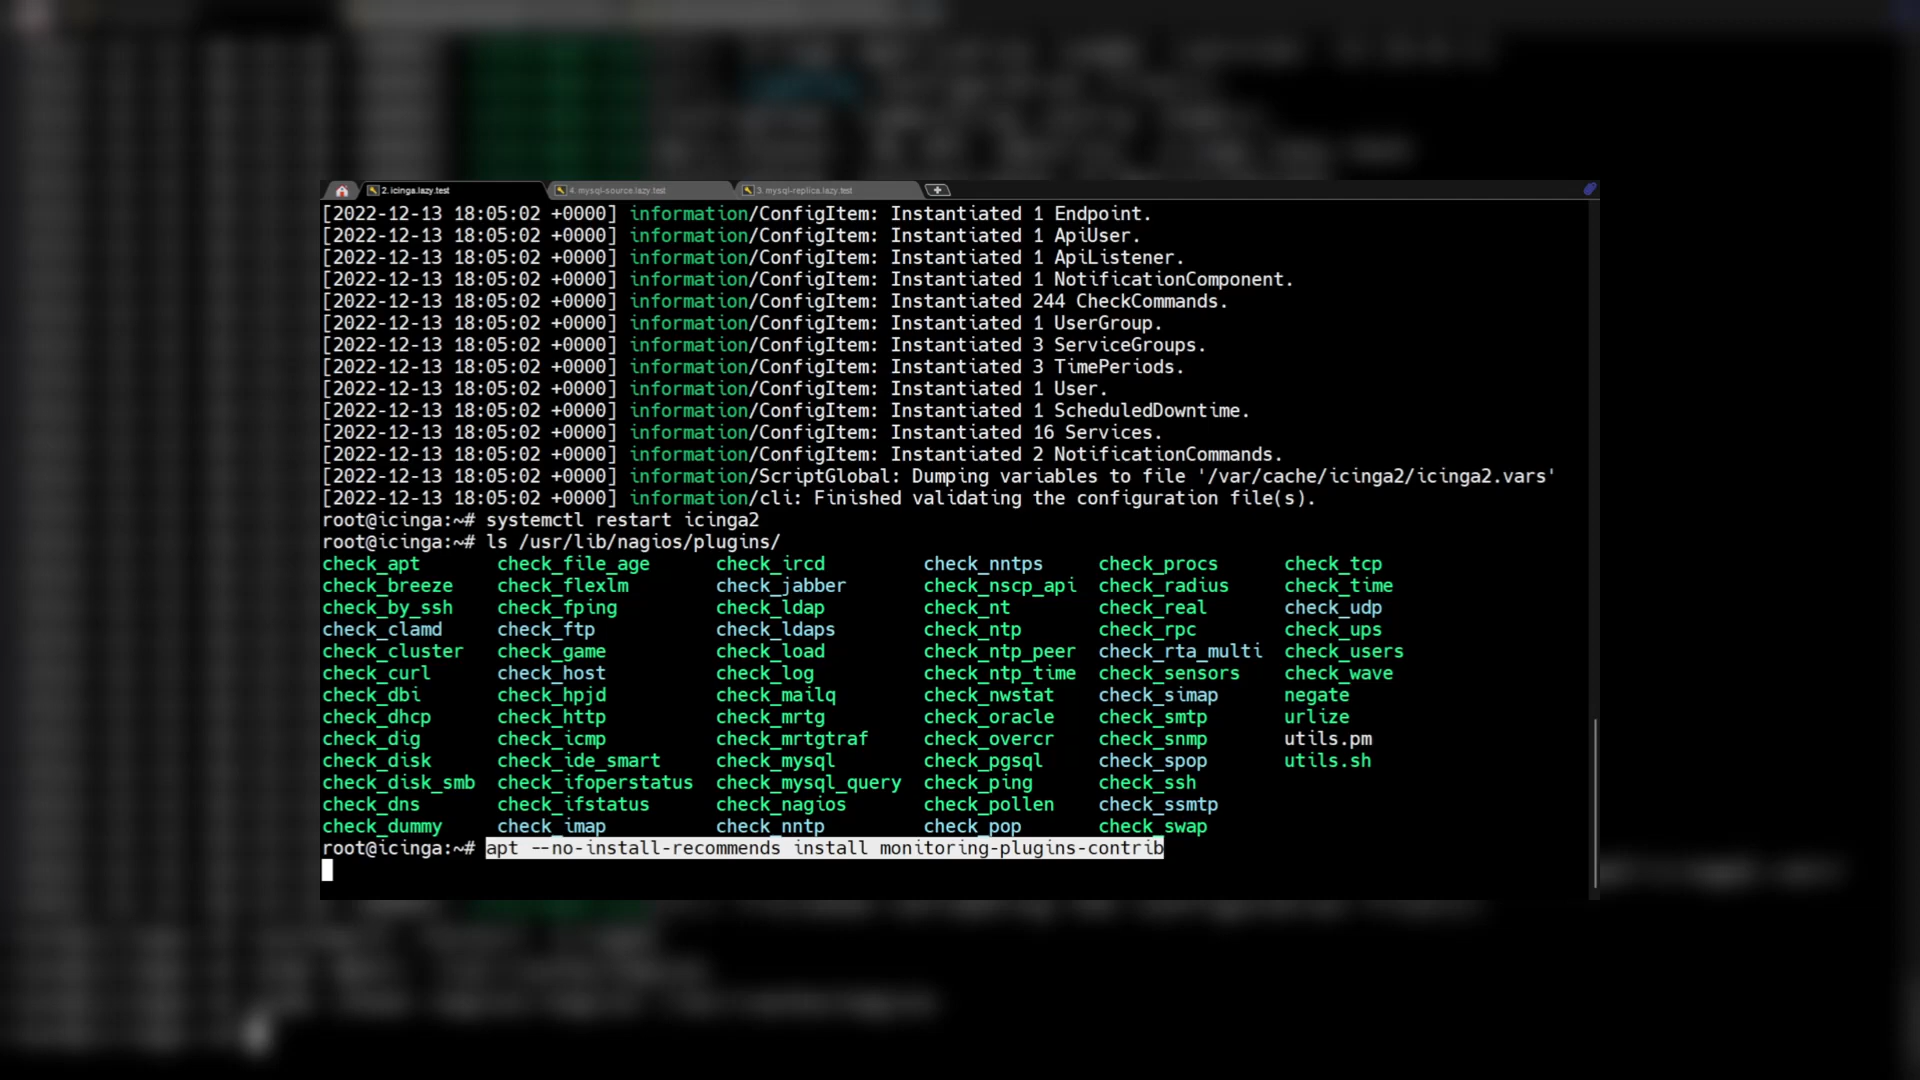 2. icinga.lazy.test 4. mysql-source.lazy.test 3. mysql-replica.lazy.test
[2022-12-13 18:05:02 +0000] information/ConfigItem: Instantiated 1 Endpoint.
[2022-12-13 18:05:02 +0000] information/ConfigItem: Instantiated 1 ApiUser.
[2022-12-13 18:05:02 +0000] information/ConfigItem: Instantiated 1 ApiListener.
[2022-12-13 18:05:02 +0000] information/ConfigItem: Instantiated 1 NotificationComponent.
[2022-12-13 18:05:02 +0000] information/ConfigItem: Instantiated 244 CheckCommands.
[2022-12-13 18:05:02 +0000] information/ConfigItem: Instantiated 1 UserGroup.
[2022-12-13 18:05:02 +0000] information/ConfigItem: Instantiated 3 ServiceGroups.
[2022-12-13 18:05:02 +0000] information/ConfigItem: Instantiated 3 TimePeriods.
[2022-12-13 18:05:02 +0000] information/ConfigItem: Instantiated 1 User.
[2022-12-13 18:05:02 +0000] information/ConfigItem: Instantiated 1 ScheduledDowntime.
[2022-12-13 18:05:02 +0000] information/ConfigItem: Instantiated 16 Services.
[2022-12-13 18:05:02 +0000] information/ConfigItem: Instantiated 2 NotificationCommands.
[2022-12-13 18:05:02 +0000] information/ScriptGlobal: Dumping variables to file '/var/cache/icinga2/icinga2.vars'
[2022-12-13 18:05:02 +0000] information/cli: Finished validating the configuration file(s).
root@icinga:~# systemctl restart icinga2
root@icinga:~# ls /usr/lib/nagios/plugins/
check_apt check_file_age check_ircd check_nntps check_procs check_tcp
check_breeze check_flexlm check_jabber check_nscp_api check_radius check_time
check_by_ssh check_fping check_ldap check_nt check_real check_udp
check_clamd check_ftp check_ldaps check_ntp check_rpc check_ups
check_cluster check_game check_load check_ntp_peer check_rta_multi check_users
check_curl check_host check_log check_ntp_time check_sensors check_wave
check_dbi check_hpjd check_mailq check_nwstat check_simap negate
check_dhcp check_http check_mrtg check_oracle check_smtp urlize
check_dig check_icmp check_mrtgtraf check_overcr check_snmp utils.pm
check_disk check_ide_smart check_mysql check_pgsql check_spop utils.sh
check_disk_smb check_ifoperstatus check_mysql_query check_ping check_ssh
check_dns check_ifstatus check_nagios check_pollen check_ssmtp
check_dummy check_imap check_nntp check_pop check_swap
root@icinga:~# apt --no-install-recommends install monitoring-plugins-contrib